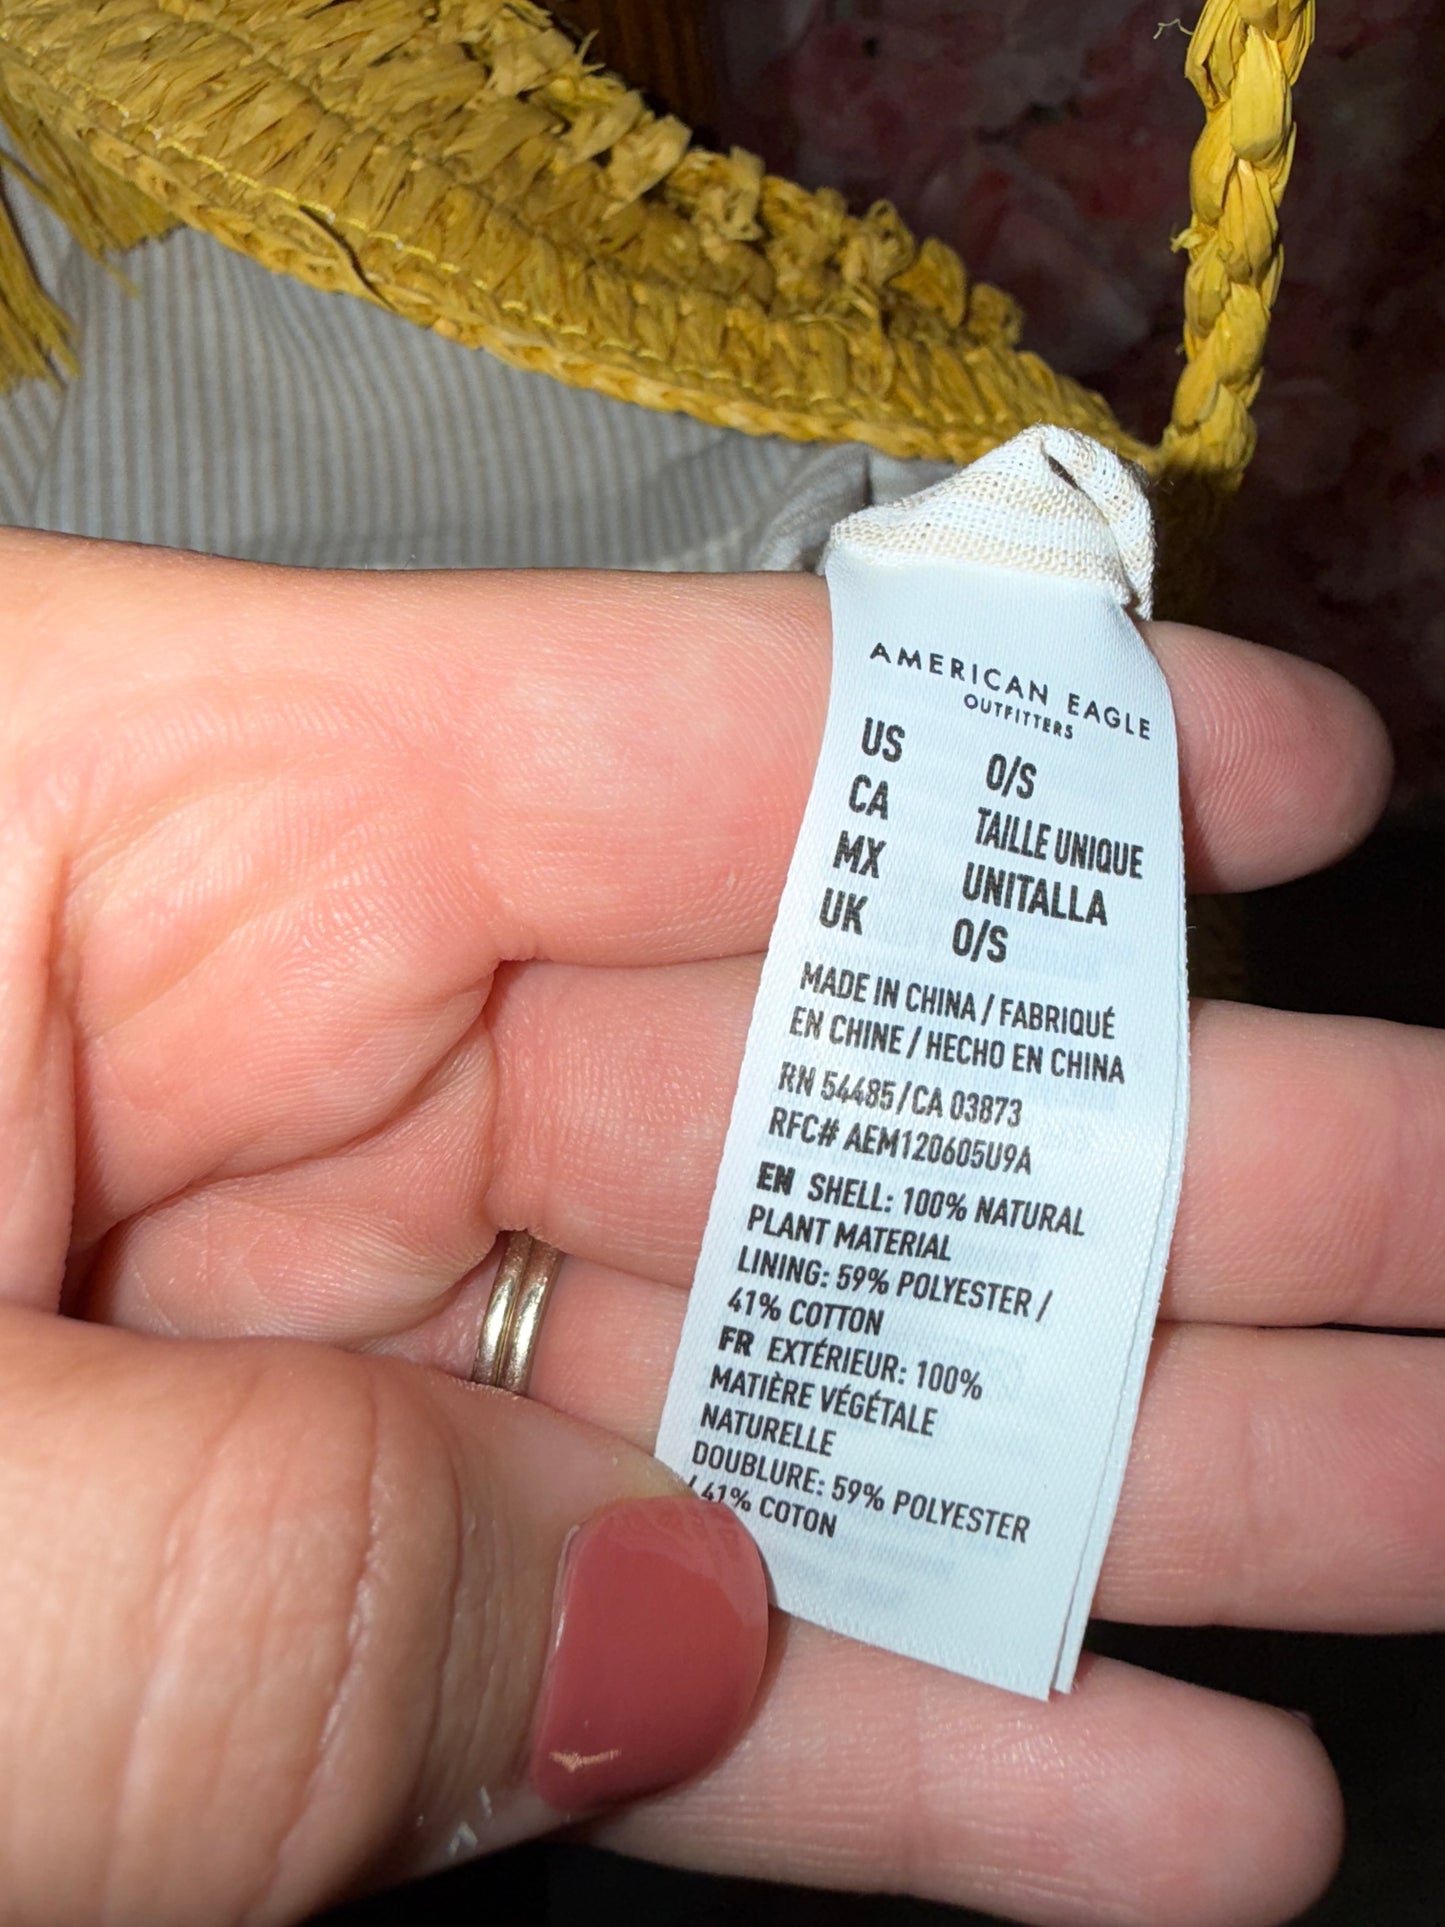 AMERICAN EAGLE
OUTFITTERS
US O/S
CA TAILLE UNIQUE
MX UNITALLA
UK O/S
MADE IN CHINA / FABRIQUÉ
EN CHINE / HECHO EN CHINA
RN 54485 / CA 03873
RFC# AEM120605U9A
EN SHELL: 100% NATURAL
PLANT MATERIAL
LINING: 59% POLYESTER /
41% COTTON
FR EXTÉRIEUR: 100%
MATIÈRE VÉGÉTALE
NATURELLE
DOUBLURE: 59% POLYESTER
/ 41% COTON